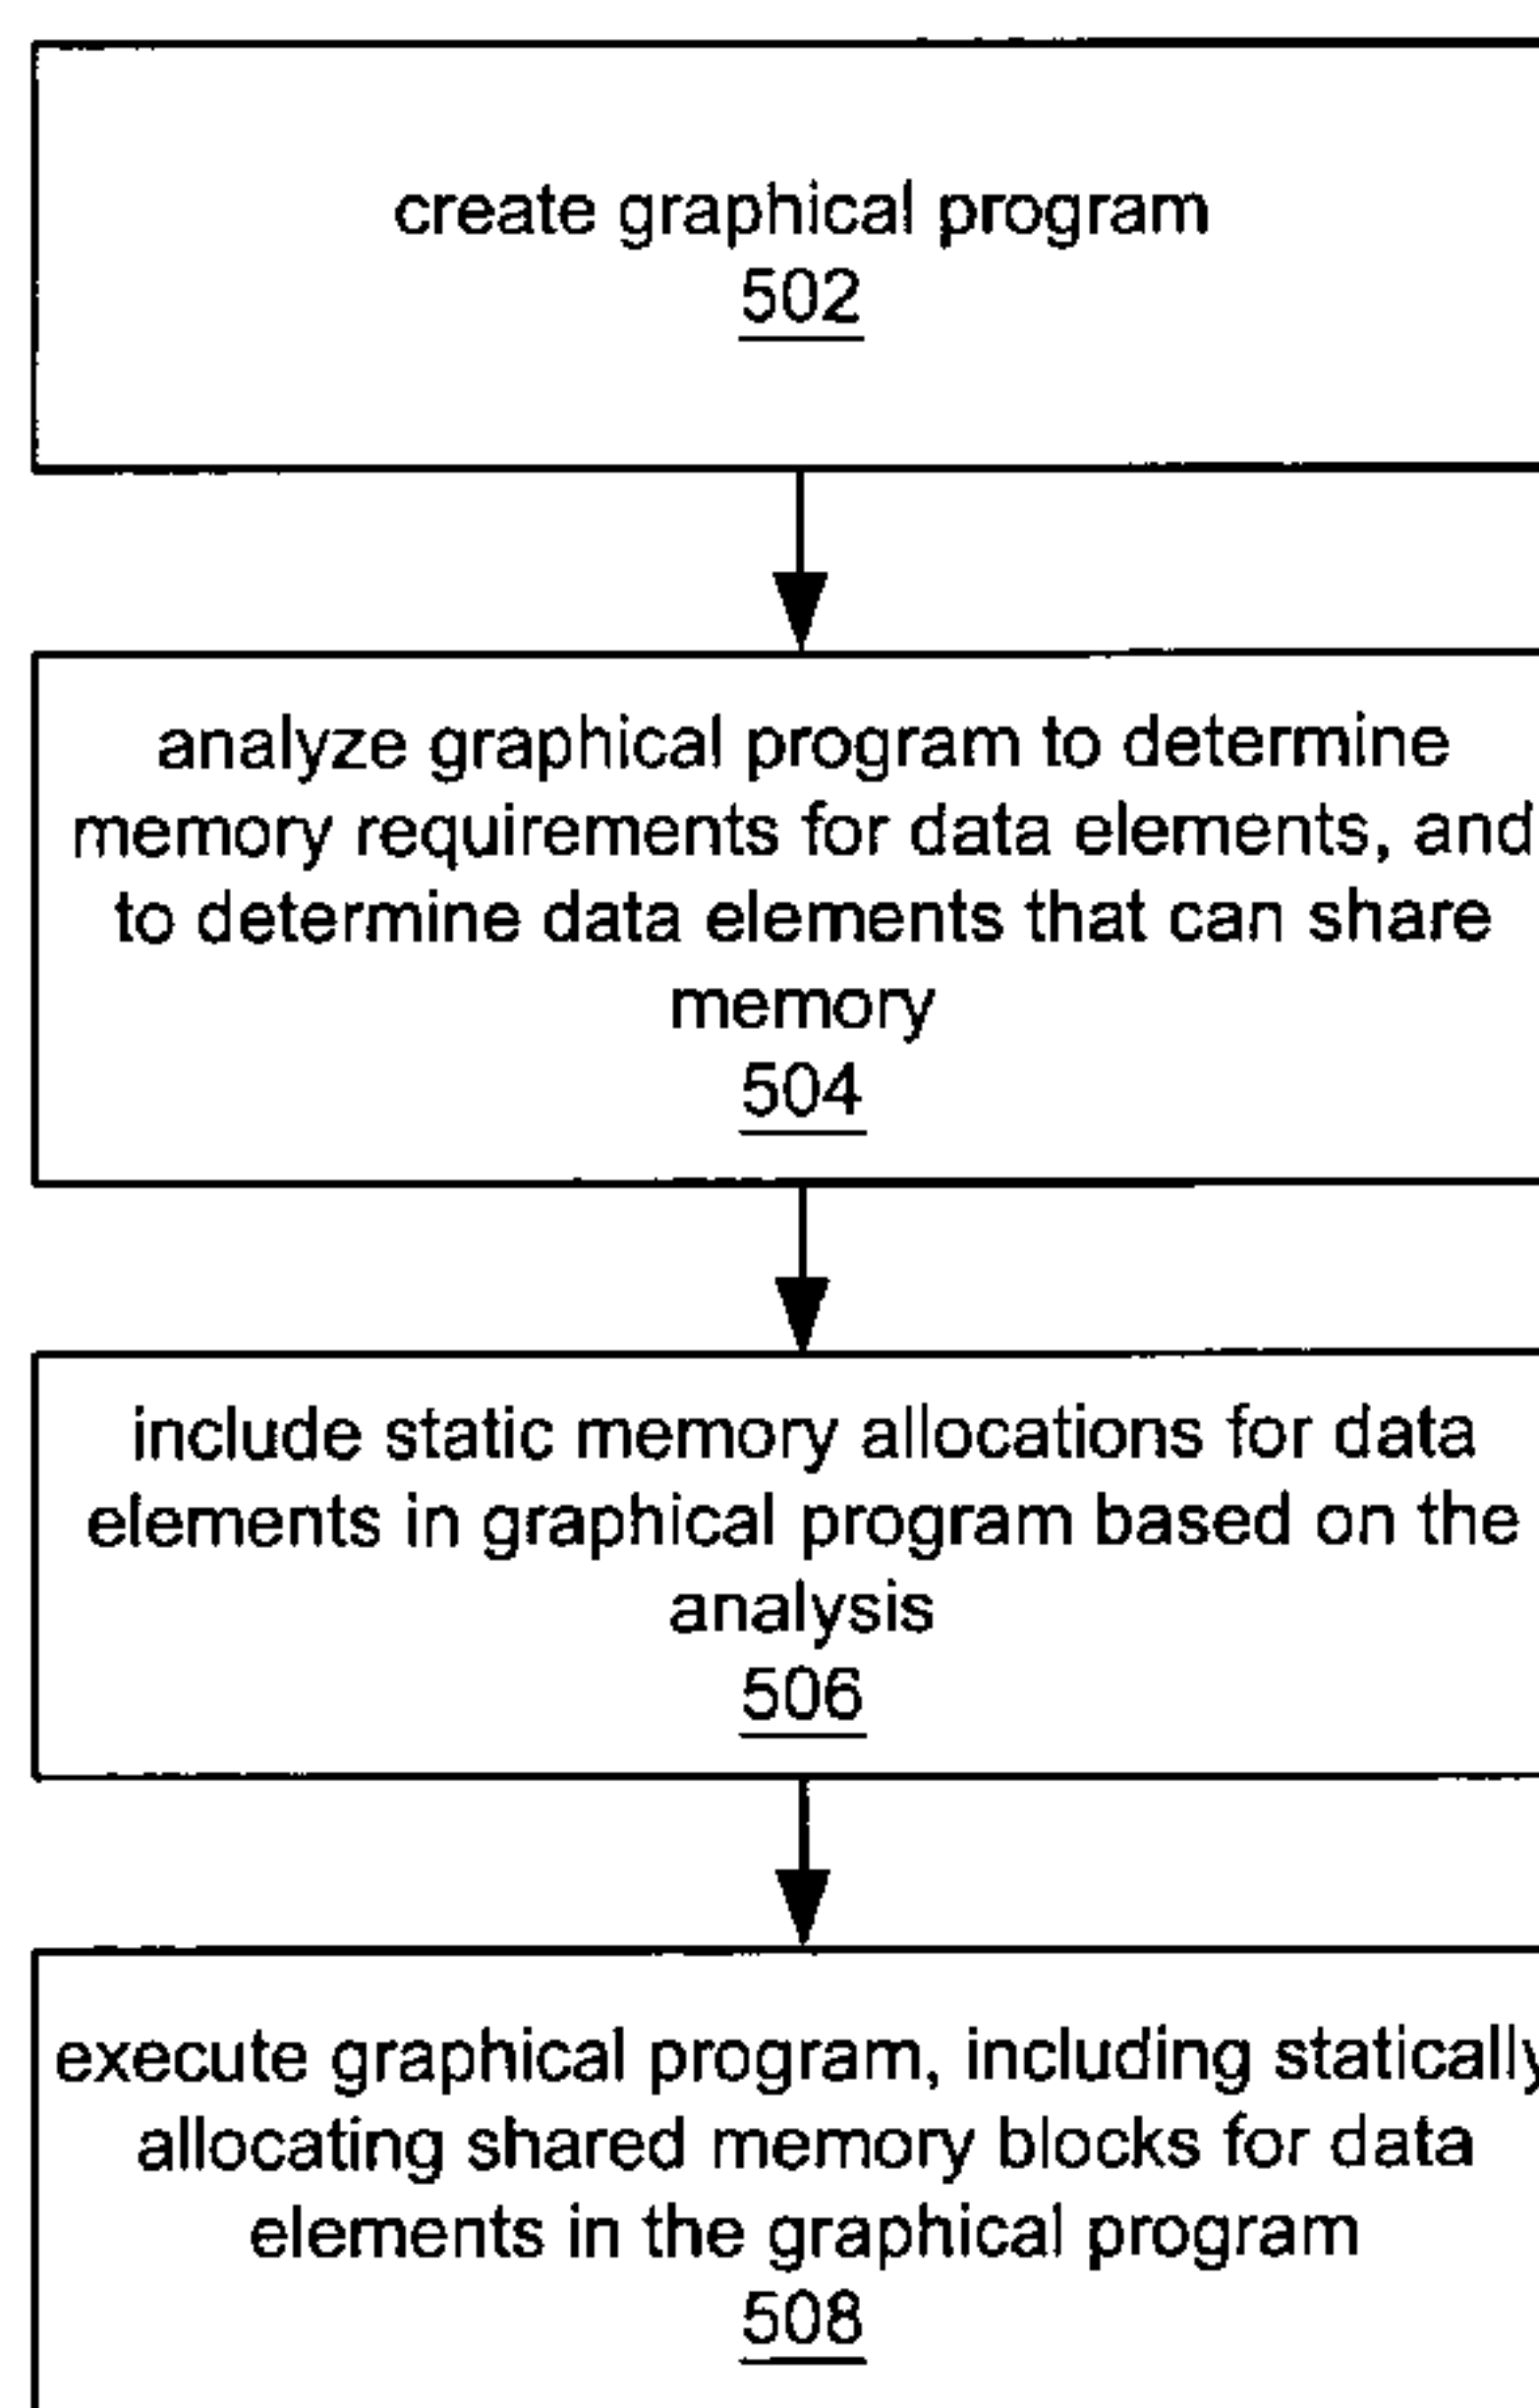 create graphical program
502
analyze graphical program to determine
memory requirements for data elements, and
to determine data elements that can share
memory
504
include static memory allocations for data
elements in graphical program based on the
analysis
506
execute graphical program, including statically
allocating shared memory blocks for data
elements in the graphical program
508